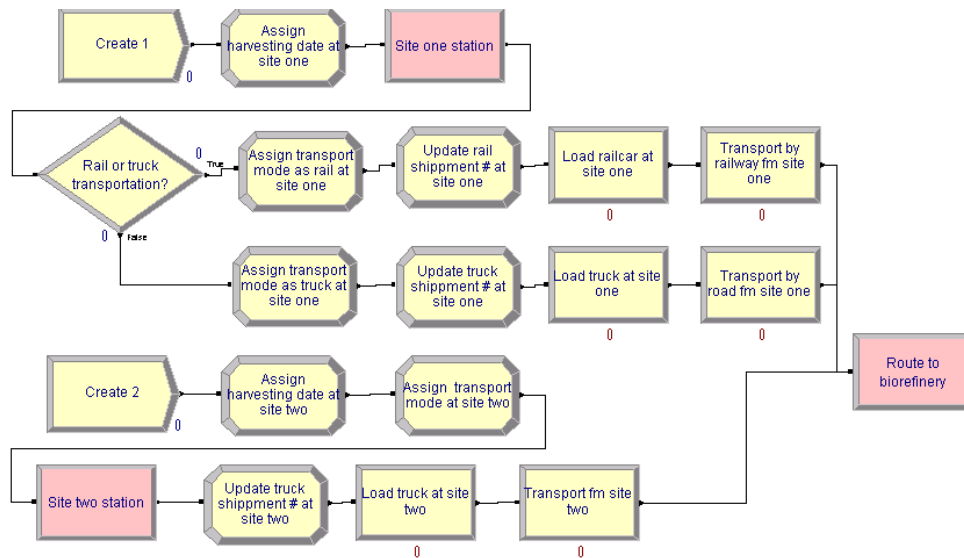 Create 1
0
Assign
harvesting date at
site one
Site one station
Rail or truck
transportation?
0
True
0
False
Assign transport
mode as rail at
site one
Update rail
shippment # at
site one
Load railcar at
site one
0
Transport by
railway fm site
one
0
Assign transport
mode as truck at
site one
Update truck
shippment # at
site one
Load truck at site
one
0
Transport by
road fm site one
0
Route to
biorefinery
Create 2
0
Assign
harvesting date at
site two
Assign transport
mode at site two
Site two station
Update truck
shippment # at
site two
Load truck at site
two
0
Transport fm site
two
0